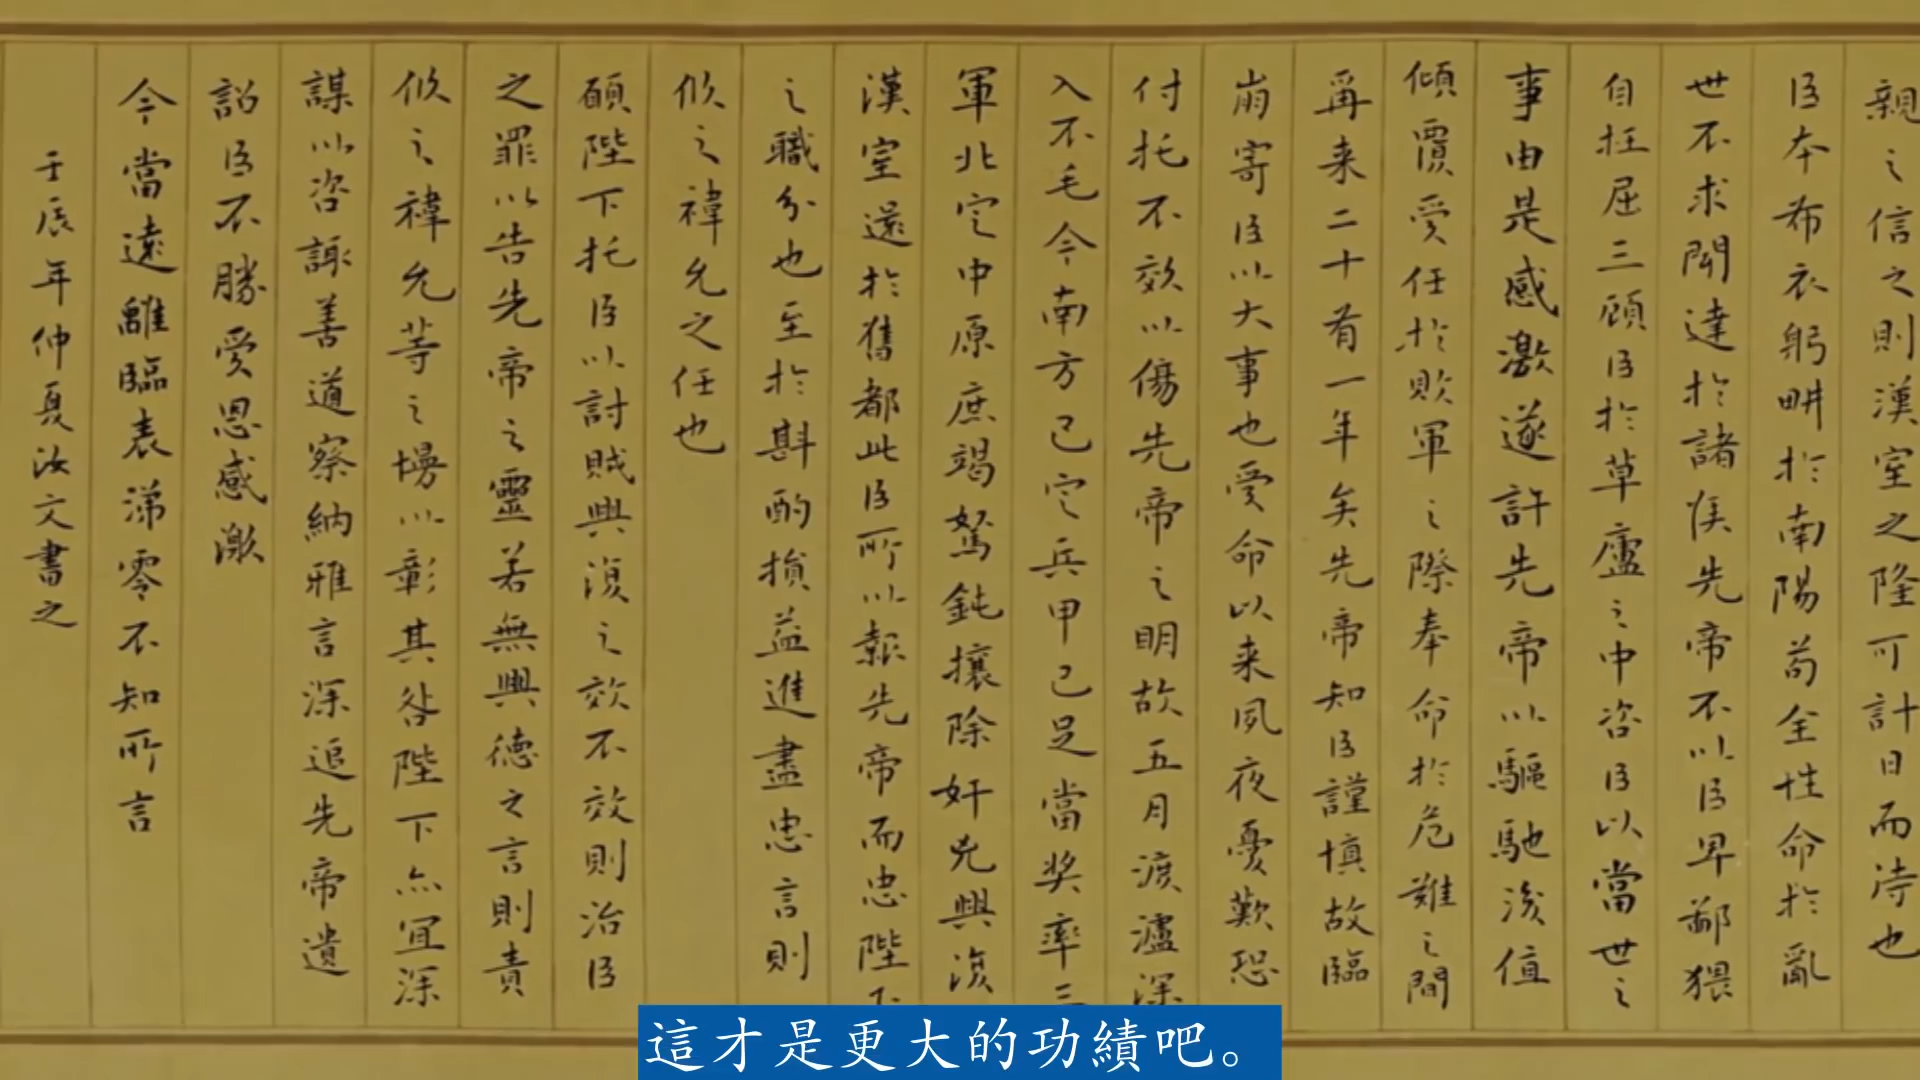 親之信之則漢室之隆可計日而待也
臣本布衣躬畊於南陽苟全性命於亂
世不求聞達於諸侯先帝不以臣卑鄙猥
自枉屈三顧臣於草廬之中咨臣以當世之
事由是感激遂許先帝以驅馳後值
傾覆受任於敗軍之際奉命於危難之間
爾来二十有一年矣先帝知臣謹慎故臨
崩寄臣以大事也受命以来夙夜憂歎恐
付托不效以傷先帝之明故五月渡瀘深
入不毛今南方已定兵甲已足當奖率三
軍北定中原庶竭駑鈍攘除奸兇興復
漢室還於舊都此臣所以報先帝而忠陛下
之職分也至於斟酌損益進盡忠言則
攸之禕允之任也
願陛下托臣以討賊興復之效不效則治臣
之罪以告先帝之靈若無興德之言則責
攸之禕允等之慢以彰其咎陛下亦宜深
謀以咨諏善道察納雅言深追先帝遺
詔臣不勝受恩感激
今當遠離臨表涕零不知所言
壬辰年仲夏汝文書之
這才是更大的功績吧。